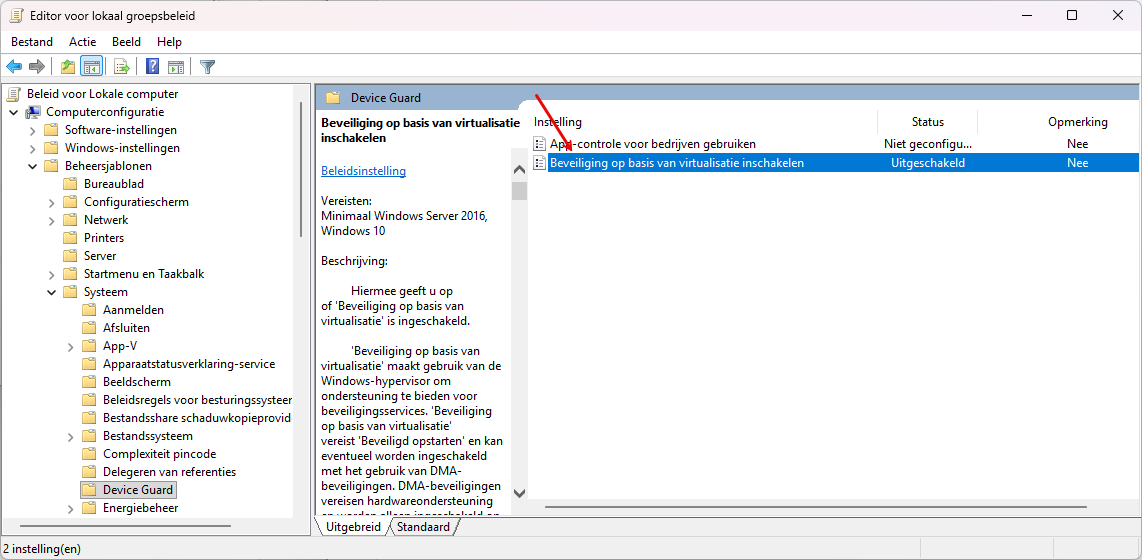 Editor voor lokaal groepsbeleid
Bestand Actie Beeld Help
Beleid voor Lokale computer
Computerconfiguratie
Software-instellingen
Windows-instellingen
Beheersjablonen
Bureaublad
Configuratiescherm
Netwerk
Printers
Server
Startmenu en Taakbalk
Systeem
Aanmelden
Afsluiten
App-V
Apparaatstatusverklaring-service
Beeldscherm
Beleidsregels voor besturingssysteem
Bestandsshare schaduwkopieprovid
Bestandssysteem
Complexiteit pincode
Delegeren van referenties
Device Guard
Energiebeheer
Device Guard
Beveiliging op basis van virtualisatie
inschakelen
Beleidsinstelling
Vereisten:
Minimaal Windows Server 2016,
Windows 10
Beschrijving:
Hiermee geeft u op
of 'Beveiliging op basis van
virtualisatie' is ingeschakeld.
'Beveiliging op basis van
virtualisatie' maakt gebruik van de
Windows-hypervisor om
ondersteuning te bieden voor
beveiligingsservices. 'Beveiliging
op basis van virtualisatie'
vereist 'Beveiligd opstarten' en kan
eventueel worden ingeschakeld
met het gebruik van DMA-
beveiligingen. DMA-beveiligingen
vereisen hardwareondersteuning
Instelling Status Opmerking
App-controle voor bedrijven gebruiken Niet geconfigu... Nee
Beveiliging op basis van virtualisatie inschakelen Uitgeschakeld Nee
Uitgebreid Standaard
2 instelling(en)